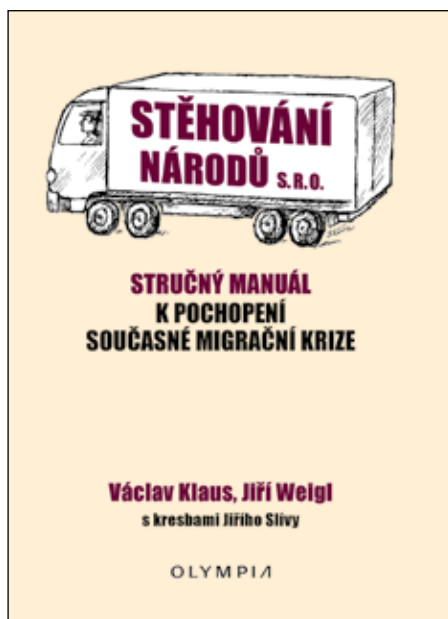 STĚHOVÁNÍ
NÁRODŮ S.R.O.
STRUČNÝ MANUÁL
K POCHOPENÍ
SOUČASNÉ MIGRAČNÍ KRIZE
Václav Klaus, Jiří Weigl
s kresbami Jiřího Slívy
OLYMPIA